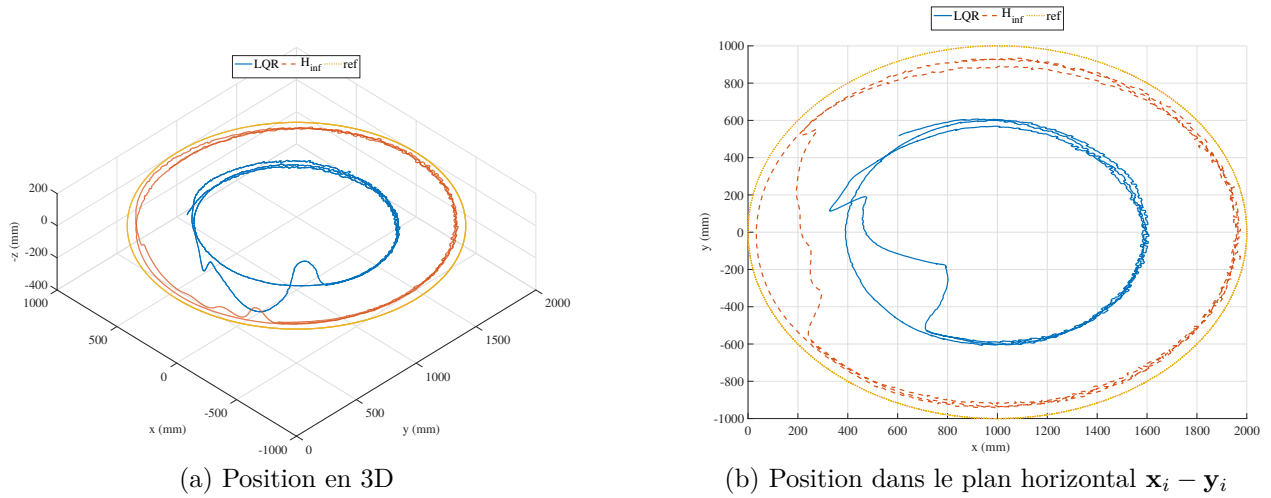 LQR H_inf ref
200
0
-200
-400
-z (mm)
1000
500
0
-500
-1000
x (mm)
0
500
1000
1500
2000
y (mm)
(a) Position en 3D
LQR H_inf ref
1000
800
600
400
200
0
-200
-400
-600
-800
-1000
y (mm)
0 200 400 600 800 1000 1200 1400 1600 1800 2000
x (mm)
(b) Position dans le plan horizontal x_i − y_i